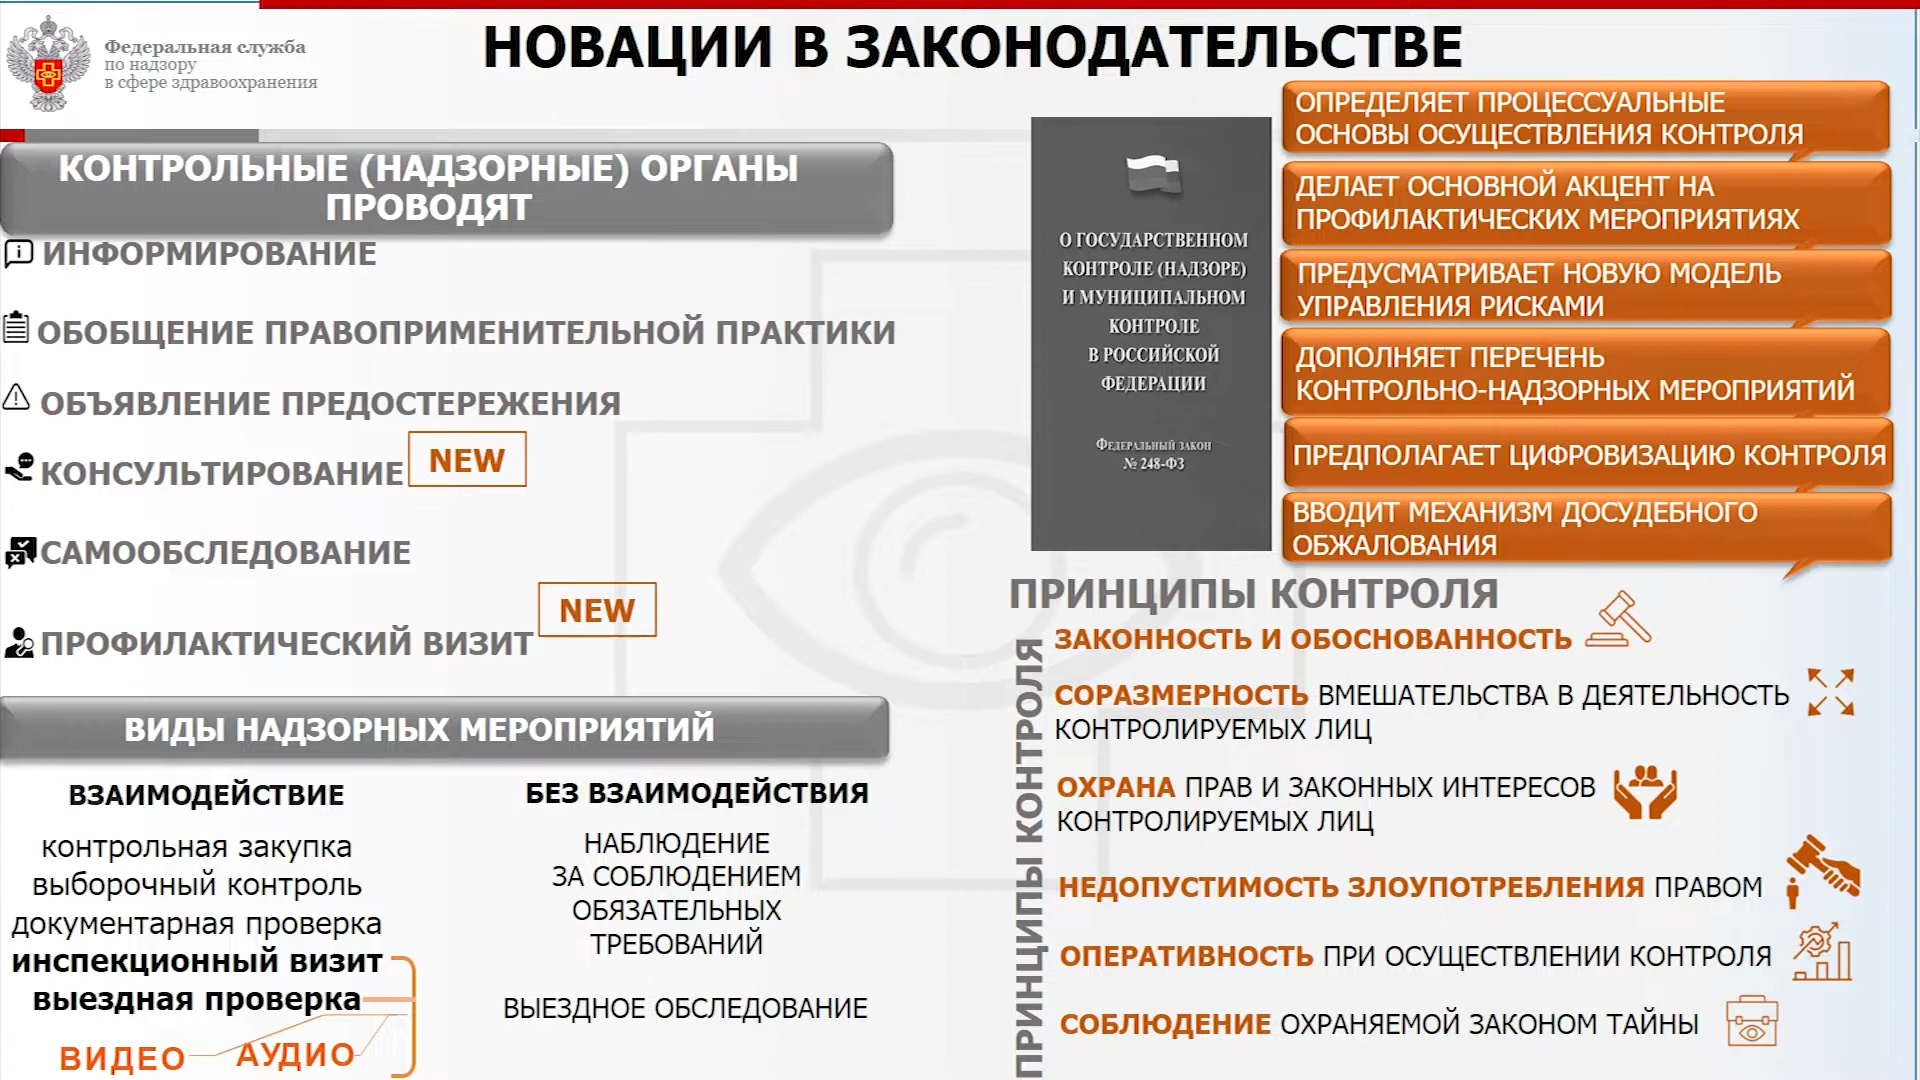 Федеральная служба
по надзору
в сфере здравоохранения
НОВАЦИИ В ЗАКОНОДАТЕЛЬСТВЕ
КОНТРОЛЬНЫЕ (НАДЗОРНЫЕ) ОРГАНЫ
ПРОВОДЯТ
ИНФОРМИРОВАНИЕ
ОБОБЩЕНИЕ ПРАВОПРИМЕНИТЕЛЬНОЙ ПРАКТИКИ
ОБЪЯВЛЕНИЕ ПРЕДОСТЕРЕЖЕНИЯ
КОНСУЛЬТИРОВАНИЕ NEW
САМООБСЛЕДОВАНИЕ
ПРОФИЛАКТИЧЕСКИЙ ВИЗИТ NEW
ВИДЫ НАДЗОРНЫХ МЕРОПРИЯТИЙ
ВЗАИМОДЕЙСТВИЕ
контрольная закупка
выборочный контроль
документарная проверка
инспекционный визит
выездная проверка
ВИДЕО АУДИО
БЕЗ ВЗАИМОДЕЙСТВИЯ
НАБЛЮДЕНИЕ
ЗА СОБЛЮДЕНИЕМ
ОБЯЗАТЕЛЬНЫХ
ТРЕБОВАНИЙ
ВЫЕЗДНОЕ ОБСЛЕДОВАНИЕ
О ГОСУДАРСТВЕННОМ
КОНТРОЛЕ (НАДЗОРЕ)
И МУНИЦИПАЛЬНОМ
КОНТРОЛЕ
В РОССИЙСКОЙ
ФЕДЕРАЦИИ
Федеральный закон
№ 248-ФЗ
ОПРЕДЕЛЯЕТ ПРОЦЕССУАЛЬНЫЕ
ОСНОВЫ ОСУЩЕСТВЛЕНИЯ КОНТРОЛЯ
ДЕЛАЕТ ОСНОВНОЙ АКЦЕНТ НА
ПРОФИЛАКТИЧЕСКИХ МЕРОПРИЯТИЯХ
ПРЕДУСМАТРИВАЕТ НОВУЮ МОДЕЛЬ
УПРАВЛЕНИЯ РИСКАМИ
ДОПОЛНЯЕТ ПЕРЕЧЕНЬ
КОНТРОЛЬНО-НАДЗОРНЫХ МЕРОПРИЯТИЙ
ПРЕДПОЛАГАЕТ ЦИФРОВИЗАЦИЮ КОНТРОЛЯ
ВВОДИТ МЕХАНИЗМ ДОСУДЕБНОГО
ОБЖАЛОВАНИЯ
ПРИНЦИПЫ КОНТРОЛЯ
ПРИНЦИПЫ КОНТРОЛЯ
ЗАКОННОСТЬ И ОБОСНОВАННОСТЬ
СОРАЗМЕРНОСТЬ ВМЕШАТЕЛЬСТВА В ДЕЯТЕЛЬНОСТЬ
КОНТРОЛИРУЕМЫХ ЛИЦ
ОХРАНА ПРАВ И ЗАКОННЫХ ИНТЕРЕСОВ
КОНТРОЛИРУЕМЫХ ЛИЦ
НЕДОПУСТИМОСТЬ ЗЛОУПОТРЕБЛЕНИЯ ПРАВОМ
ОПЕРАТИВНОСТЬ ПРИ ОСУЩЕСТВЛЕНИИ КОНТРОЛЯ
СОБЛЮДЕНИЕ ОХРАНЯЕМОЙ ЗАКОНОМ ТАЙНЫ